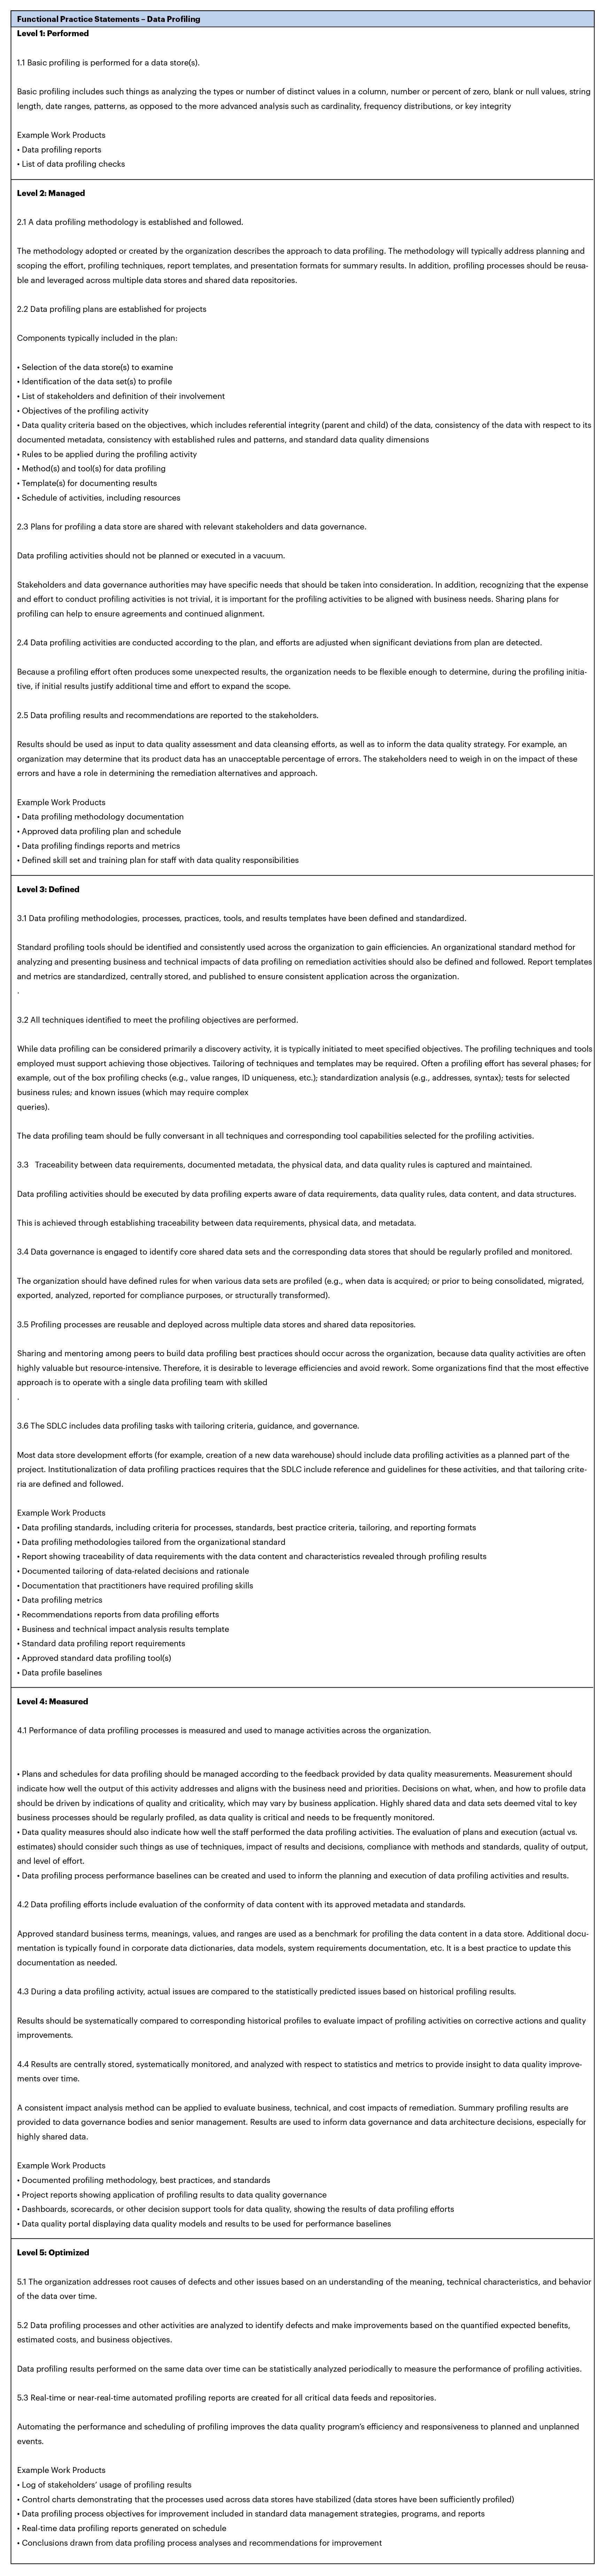 Functional Practice Statements – Data Profiling
Level 1: Performed
1.1 Basic profiling is performed for a data store(s).
Basic profiling includes such things as analyzing the types or number of distinct values in a column, number or percent of zero, blank or null values, string
length, date ranges, patterns, as opposed to the more advanced analysis such as cardinality, frequency distributions, or key integrity
Example Work Products
• Data profiling reports
• List of data profiling checks
Level 2: Managed
2.1 A data profiling methodology is established and followed.
The methodology adopted or created by the organization describes the approach to data profiling. The methodology will typically address planning and
scoping the effort, profiling techniques, report templates, and presentation formats for summary results. In addition, profiling processes should be reusa-
ble and leveraged across multiple data stores and shared data repositories.
2.2 Data profiling plans are established for projects
Components typically included in the plan:
• Selection of the data store(s) to examine
• Identification of the data set(s) to profile
• List of stakeholders and definition of their involvement
• Objectives of the profiling activity
• Data quality criteria based on the objectives, which includes referential integrity (parent and child) of the data, consistency of the data with respect to its
documented metadata, consistency with established rules and patterns, and standard data quality dimensions
• Rules to be applied during the profiling activity
• Method(s) and tool(s) for data profiling
• Template(s) for documenting results
• Schedule of activities, including resources
2.3 Plans for profiling a data store are shared with relevant stakeholders and data governance.
Data profiling activities should not be planned or executed in a vacuum.
Stakeholders and data governance authorities may have specific needs that should be taken into consideration. In addition, recognizing that the expense
and effort to conduct profiling activities is not trivial, it is important for the profiling activities to be aligned with business needs. Sharing plans for
profiling can help to ensure agreements and continued alignment.
2.4 Data profiling activities are conducted according to the plan, and efforts are adjusted when significant deviations from plan are detected.
Because a profiling effort often produces some unexpected results, the organization needs to be flexible enough to determine, during the profiling initia-
tive, if initial results justify additional time and effort to expand the scope.
2.5 Data profiling results and recommendations are reported to the stakeholders.
Results should be used as input to data quality assessment and data cleansing efforts, as well as to inform the data quality strategy. For example, an
organization may determine that its product data has an unacceptable percentage of errors. The stakeholders need to weigh in on the impact of these
errors and have a role in determining the remediation alternatives and approach.
Example Work Products
• Data profiling methodology documentation
• Approved data profiling plan and schedule
• Data profiling findings reports and metrics
• Defined skill set and training plan for staff with data quality responsibilities
Level 3: Defined
3.1 Data profiling methodologies, processes, practices, tools, and results templates have been defined and standardized.
Standard profiling tools should be identified and consistently used across the organization to gain efficiencies. An organizational standard method for
analyzing and presenting business and technical impacts of data profiling on remediation activities should also be defined and followed. Report templates
and metrics are standardized, centrally stored, and published to ensure consistent application across the organization.
.
3.2 All techniques identified to meet the profiling objectives are performed.
While data profiling can be considered primarily a discovery activity, it is typically initiated to meet specified objectives. The profiling techniques and tools
employed must support achieving those objectives. Tailoring of techniques and templates may be required. Often a profiling effort has several phases; for
example, out of the box profiling checks (e.g., value ranges, ID uniqueness, etc.); standardization analysis (e.g., addresses, syntax); tests for selected
business rules; and known issues (which may require complex
queries).
The data profiling team should be fully conversant in all techniques and corresponding tool capabilities selected for the profiling activities.
3.3 Traceability between data requirements, documented metadata, the physical data, and data quality rules is captured and maintained.
Data profiling activities should be executed by data profiling experts aware of data requirements, data quality rules, data content, and data structures.
This is achieved through establishing traceability between data requirements, physical data, and metadata.
3.4 Data governance is engaged to identify core shared data sets and the corresponding data stores that should be regularly profiled and monitored.
The organization should have defined rules for when various data sets are profiled (e.g., when data is acquired; or prior to being consolidated, migrated,
exported, analyzed, reported for compliance purposes, or structurally transformed).
3.5 Profiling processes are reusable and deployed across multiple data stores and shared data repositories.
Sharing and mentoring among peers to build data profiling best practices should occur across the organization, because data quality activities are often
highly valuable but resource-intensive. Therefore, it is desirable to leverage efficiencies and avoid rework. Some organizations find that the most effective
approach is to operate with a single data profiling team with skilled
.
3.6 The SDLC includes data profiling tasks with tailoring criteria, guidance, and governance.
Most data store development efforts (for example, creation of a new data warehouse) should include data profiling activities as a planned part of the
project. Institutionalization of data profiling practices requires that the SDLC include reference and guidelines for these activities, and that tailoring crite-
ria are defined and followed.
Example Work Products
• Data profiling standards, including criteria for processes, standards, best practice criteria, tailoring, and reporting formats
• Data profiling methodologies tailored from the organizational standard
• Report showing traceability of data requirements with the data content and characteristics revealed through profiling results
• Documented tailoring of data-related decisions and rationale
• Documentation that practitioners have required profiling skills
• Data profiling metrics
• Recommendations reports from data profiling efforts
• Business and technical impact analysis results template
• Standard data profiling report requirements
• Approved standard data profiling tool(s)
• Data profile baselines
Level 4: Measured
4.1 Performance of data profiling processes is measured and used to manage activities across the organization.
• Plans and schedules for data profiling should be managed according to the feedback provided by data quality measurements. Measurement should
indicate how well the output of this activity addresses and aligns with the business need and priorities. Decisions on what, when, and how to profile data
should be driven by indications of quality and criticality, which may vary by business application. Highly shared data and data sets deemed vital to key
business processes should be regularly profiled, as data quality is critical and needs to be frequently monitored.
• Data quality measures should also indicate how well the staff performed the data profiling activities. The evaluation of plans and execution (actual vs.
estimates) should consider such things as use of techniques, impact of results and decisions, compliance with methods and standards, quality of output,
and level of effort.
• Data profiling process performance baselines can be created and used to inform the planning and execution of data profiling activities and results.
4.2 Data profiling efforts include evaluation of the conformity of data content with its approved metadata and standards.
Approved standard business terms, meanings, values, and ranges are used as a benchmark for profiling the data content in a data store. Additional docu-
mentation is typically found in corporate data dictionaries, data models, system requirements documentation, etc. It is a best practice to update this
documentation as needed.
4.3 During a data profiling activity, actual issues are compared to the statistically predicted issues based on historical profiling results.
Results should be systematically compared to corresponding historical profiles to evaluate impact of profiling activities on corrective actions and quality
improvements.
4.4 Results are centrally stored, systematically monitored, and analyzed with respect to statistics and metrics to provide insight to data quality improve-
ments over time.
A consistent impact analysis method can be applied to evaluate business, technical, and cost impacts of remediation. Summary profiling results are
provided to data governance bodies and senior management. Results are used to inform data governance and data architecture decisions, especially for
highly shared data.
Example Work Products
• Documented profiling methodology, best practices, and standards
• Project reports showing application of profiling results to data quality governance
• Dashboards, scorecards, or other decision support tools for data quality, showing the results of data profiling efforts
• Data quality portal displaying data quality models and results to be used for performance baselines
Level 5: Optimized
5.1 The organization addresses root causes of defects and other issues based on an understanding of the meaning, technical characteristics, and behavior
of the data over time.
5.2 Data profiling processes and other activities are analyzed to identify defects and make improvements based on the quantified expected benefits,
estimated costs, and business objectives.
Data profiling results performed on the same data over time can be statistically analyzed periodically to measure the performance of profiling activities.
5.3 Real-time or near-real-time automated profiling reports are created for all critical data feeds and repositories.
Automating the performance and scheduling of profiling improves the data quality program’s efficiency and responsiveness to planned and unplanned
events.
Example Work Products
• Log of stakeholders’ usage of profiling results
• Control charts demonstrating that the processes used across data stores have stabilized (data stores have been sufficiently profiled)
• Data profiling process objectives for improvement included in standard data management strategies, programs, and reports
• Real-time data profiling reports generated on schedule
• Conclusions drawn from data profiling process analyses and recommendations for improvement